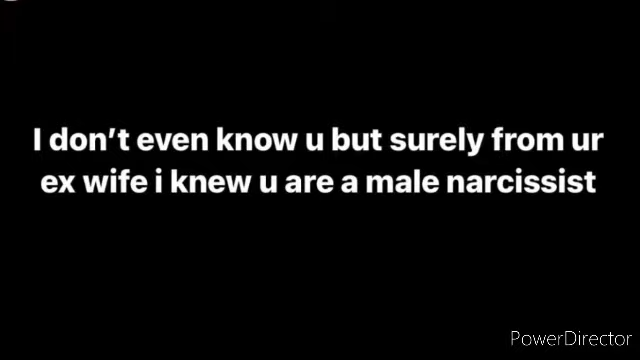 I don’t even know u but surely from ur
ex wife i knew u are a male narcissist
PowerDirector